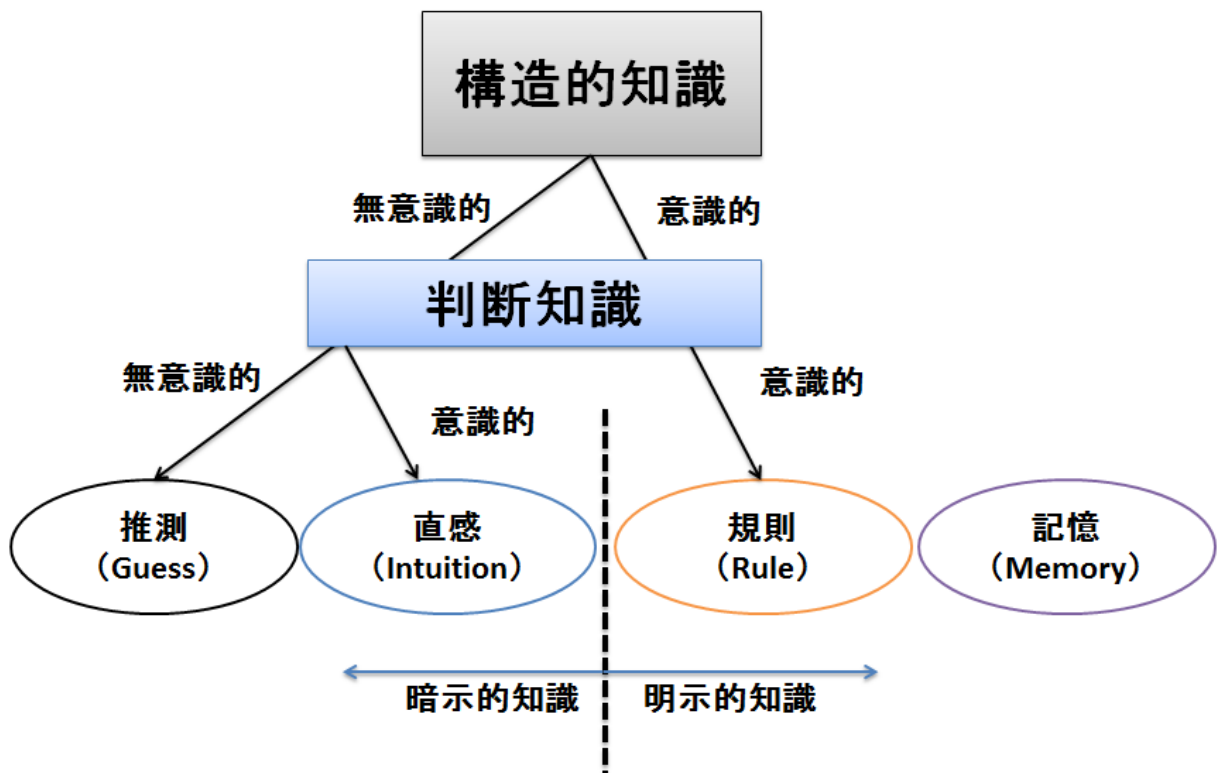 構造的知識
無意識的
意識的
判断知識
無意識的
意識的
意識的
推測
（Guess）
直感
（Intuition）
規則
（Rule）
記憶
（Memory）
暗示的知識
明示的知識